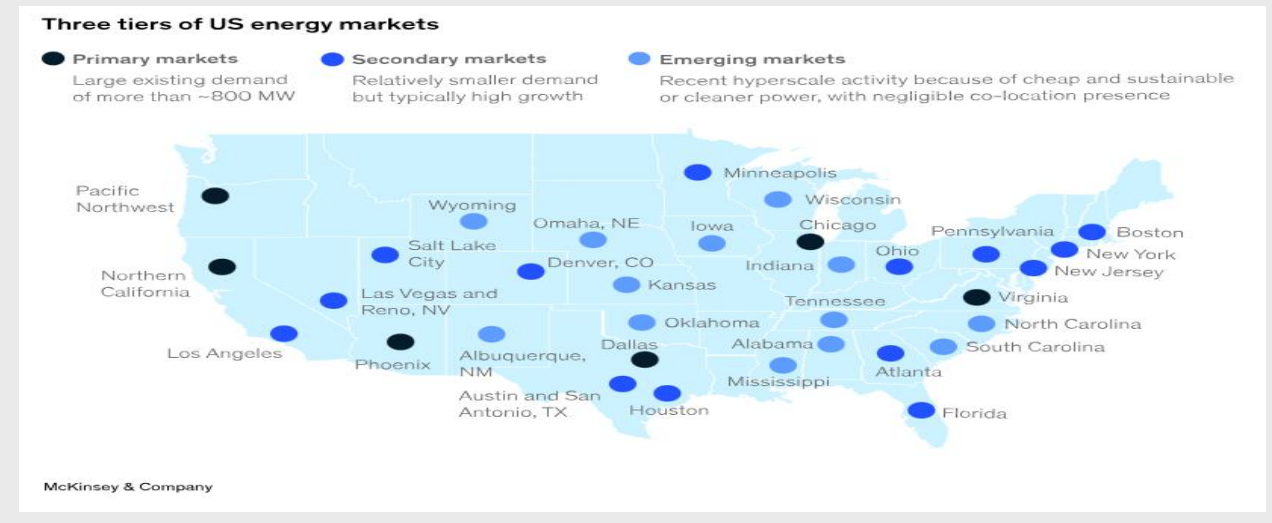 Three tiers of US energy markets
Primary markets
Large existing demand
of more than ~800 MW
Secondary markets
Relatively smaller demand
but typically high growth
Emerging markets
Recent hyperscale activity because of cheap and sustainable
or cleaner power, with negligible co-location presence
Minneapolis
Pacific
Northwest
Wyoming
Wisconsin
Omaha, NE
Iowa
Chicago
Pennsylvania
Boston
Salt Lake
City
Ohio
New York
Denver, CO
Indiana
New Jersey
Northern
California
Kansas
Las Vegas and
Reno, NV
Tennessee
Virginia
Oklahoma
North Carolina
Los Angeles
Phoenix
Albuquerque,
NM
Dallas
Alabama
South Carolina
Mississippi
Atlanta
Austin and San
Antonio, TX
Houston
Florida
McKinsey & Company